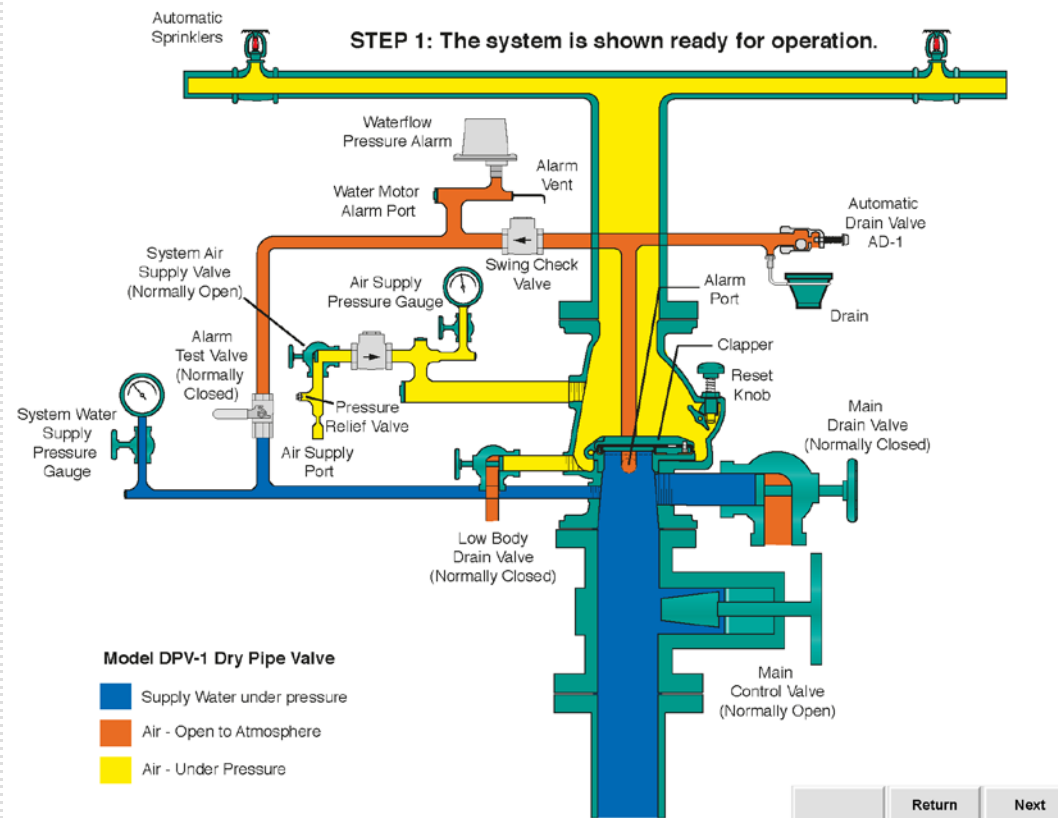 Automatic
Sprinklers
STEP 1: The system is shown ready for operation.
Waterflow
Pressure Alarm
Alarm
Vent
Water Motor
Alarm Port
Automatic
Drain Valve
AD-1
System Air
Supply Valve
(Normally Open)
Swing Check
Valve
Air Supply
Pressure Gauge
Alarm
Port
Drain
Alarm
Test Valve
(Normally
Closed)
Clapper
Reset
Knob
System Water
Supply
Pressure
Gauge
Pressure
Relief Valve
Air Supply
Port
Main
Drain Valve
(Normally Closed)
Low Body
Drain Valve
(Normally Closed)
Main
Control Valve
(Normally Open)
Model DPV-1 Dry Pipe Valve
Supply Water under pressure
Air - Open to Atmosphere
Air - Under Pressure
Return
Next